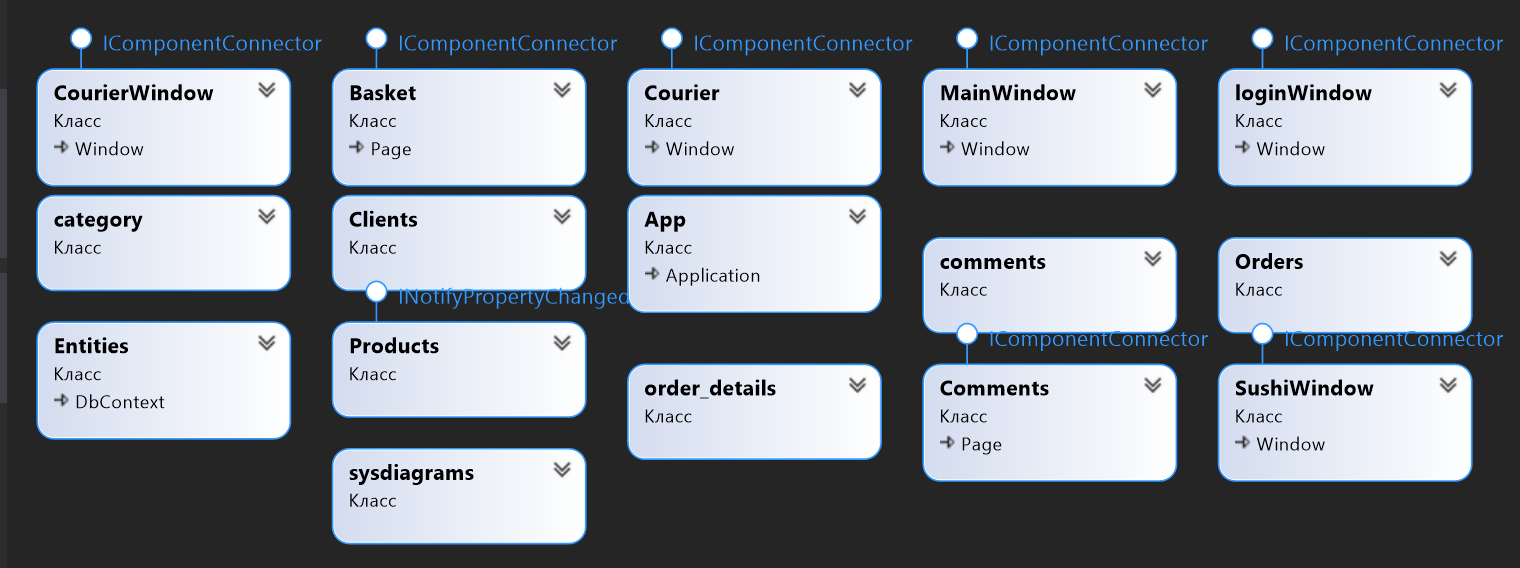 IComponentConnector
CourierWindow
Класс
Window
IComponentConnector
Basket
Класс
Page
IComponentConnector
Courier
Класс
Window
IComponentConnector
MainWindow
Класс
Window
IComponentConnector
loginWindow
Класс
Window
category
Класс
Clients
Класс
App
Класс
Application
comments
Класс
Orders
Класс
Entities
Класс
DbContext
INotifyPropertyChanged
Products
Класс
order_details
Класс
IComponentConnector
Comments
Класс
Page
IComponentConnector
SushiWindow
Класс
Window
sysdiagrams
Класс